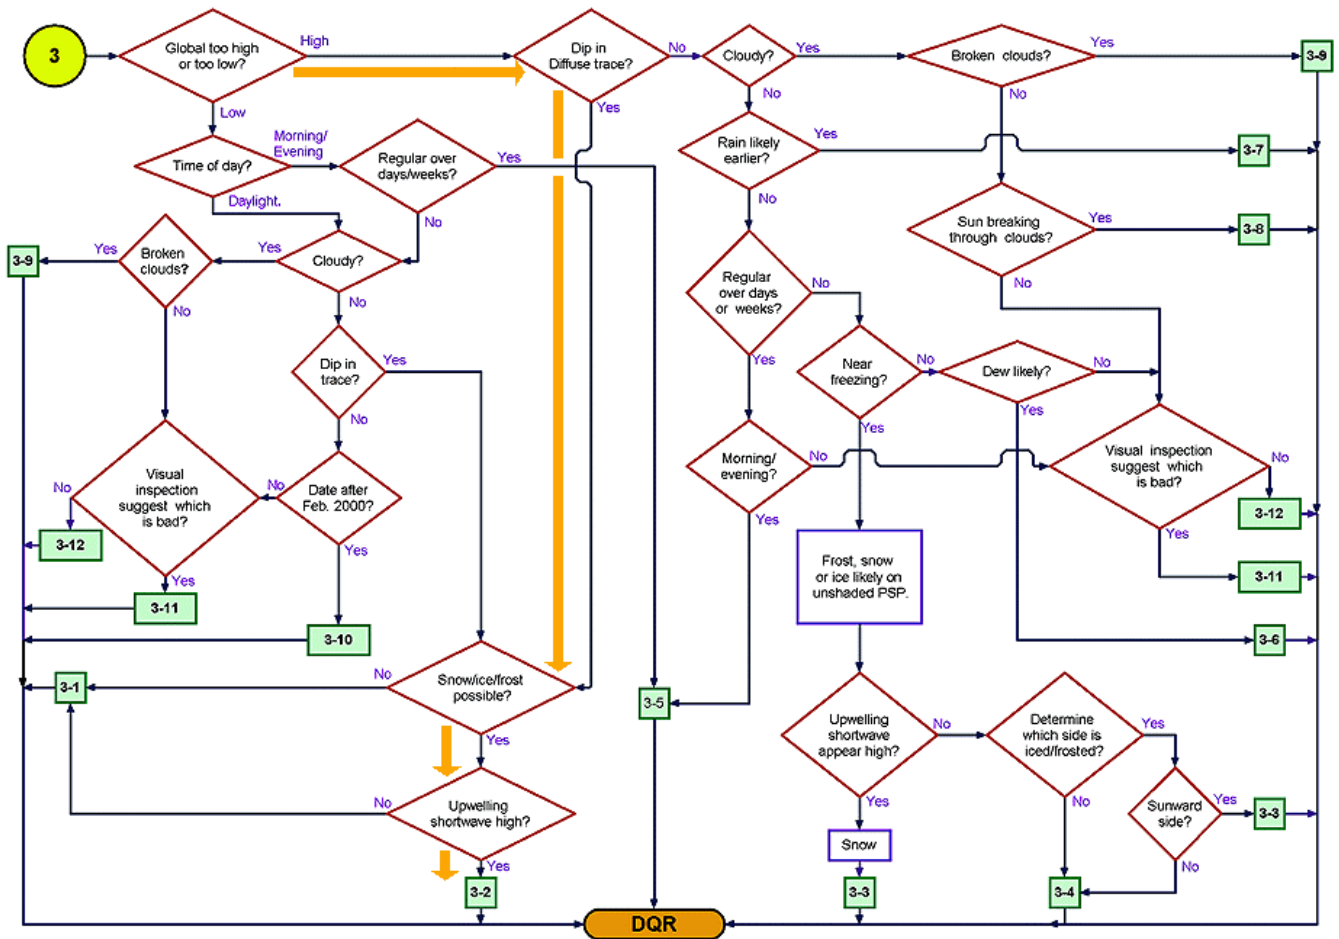 3
Global too high
or too low?
High
Dip in
Diffuse trace?
No
Cloudy?
Yes
Broken clouds?
Yes
3-9
Low
Yes
No
No
Time of day?
Morning/
Evening
Regular over
days/weeks?
Yes
Rain likely
earlier?
Yes
3-7
Daylight.
No
No
Sun breaking
through clouds?
Yes
3-8
3-9
Yes
Broken
clouds?
Yes
Cloudy?
No
No
Regular
over days
or weeks?
No
No
Yes
Dip in
trace?
Yes
Near
freezing?
No
Dew likely?
No
No
Yes
Yes
Visual
inspection
suggest which
is bad?
No
No
Date after
Feb. 2000?
Morning/
evening?
No
Visual inspection
suggest which
is bad?
No
3-12
Yes
3-12
Yes
Yes
Yes
3-11
Frost, snow
or ice likely on
unshaded PSP.
3-11
3-10
3-6
3-1
No
Snow/ice/frost
possible?
3-5
Yes
Upwelling
shortwave
appear high?
No
Determine
which side is
iced/frosted?
Yes
No
Upwelling
shortwave high?
Yes
No
Sunward
side?
Yes
3-3
Snow
Yes
No
3-2
3-3
3-4
DQR